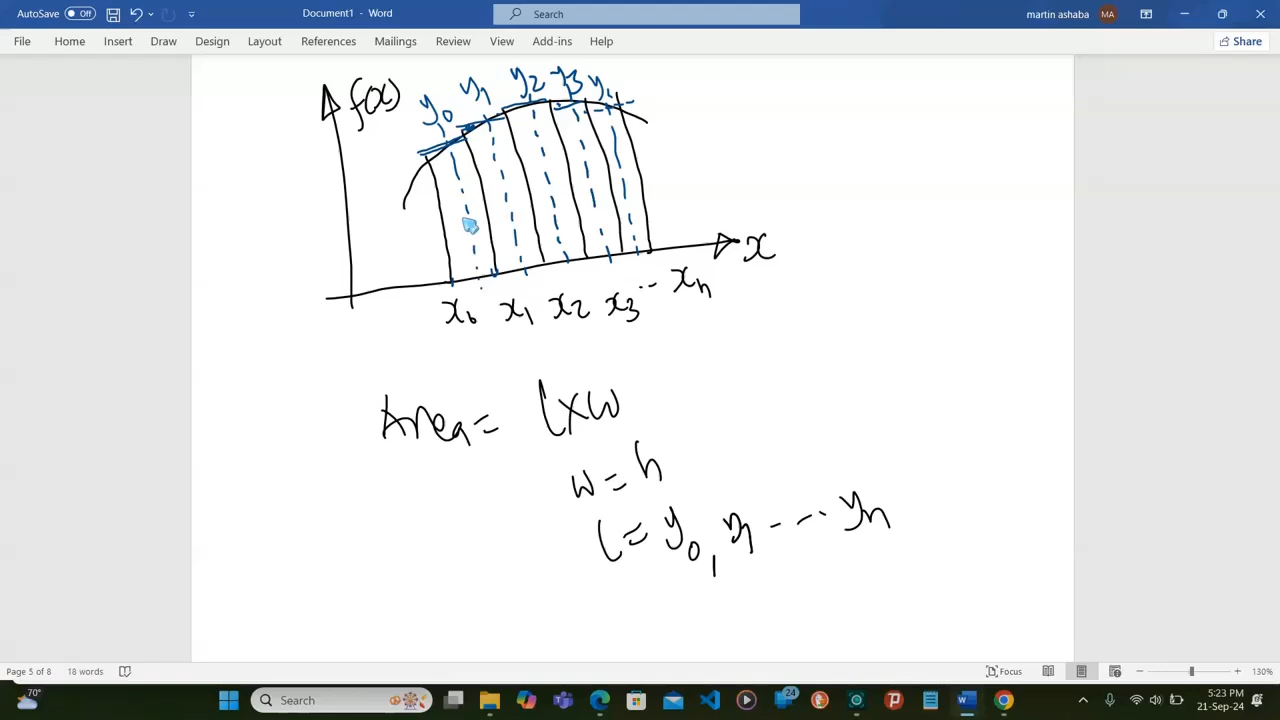 AutoSave Off Document1 - Word Search martin ashaba MA
File Home Insert Draw Design Layout References Mailings Review View Add-ins Help Share
f(x) y0 y1 y2 y3
x
x0 x1 x2 x3 -- xn
Area = l x w
w = h
l = y0, y1 --- yn
Page 5 of 8 18 words Focus 130%
70° Search 24 5:23 PM
21-Sep-24